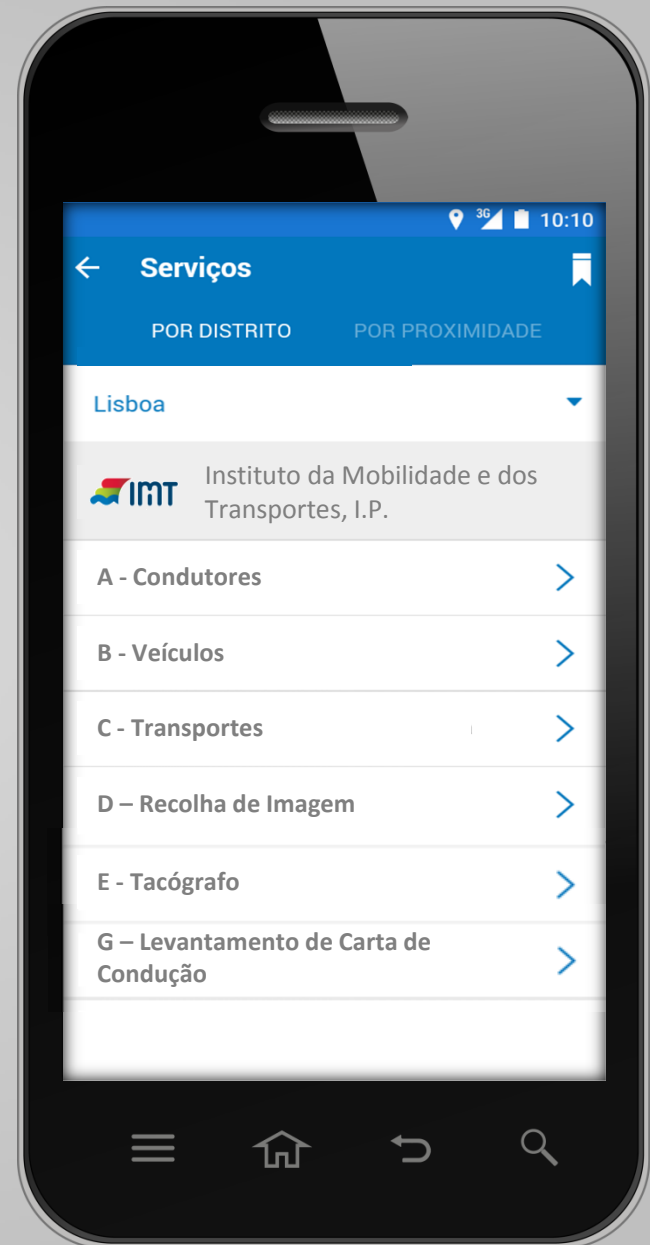 3G 10:10
Serviços
POR DISTRITO POR PROXIMIDADE
Lisboa
IMT Instituto da Mobilidade e dos
Transportes, I.P.
A - Condutores
B - Veículos
C - Transportes
D – Recolha de Imagem
E - Tacógrafo
G – Levantamento de Carta de
Condução